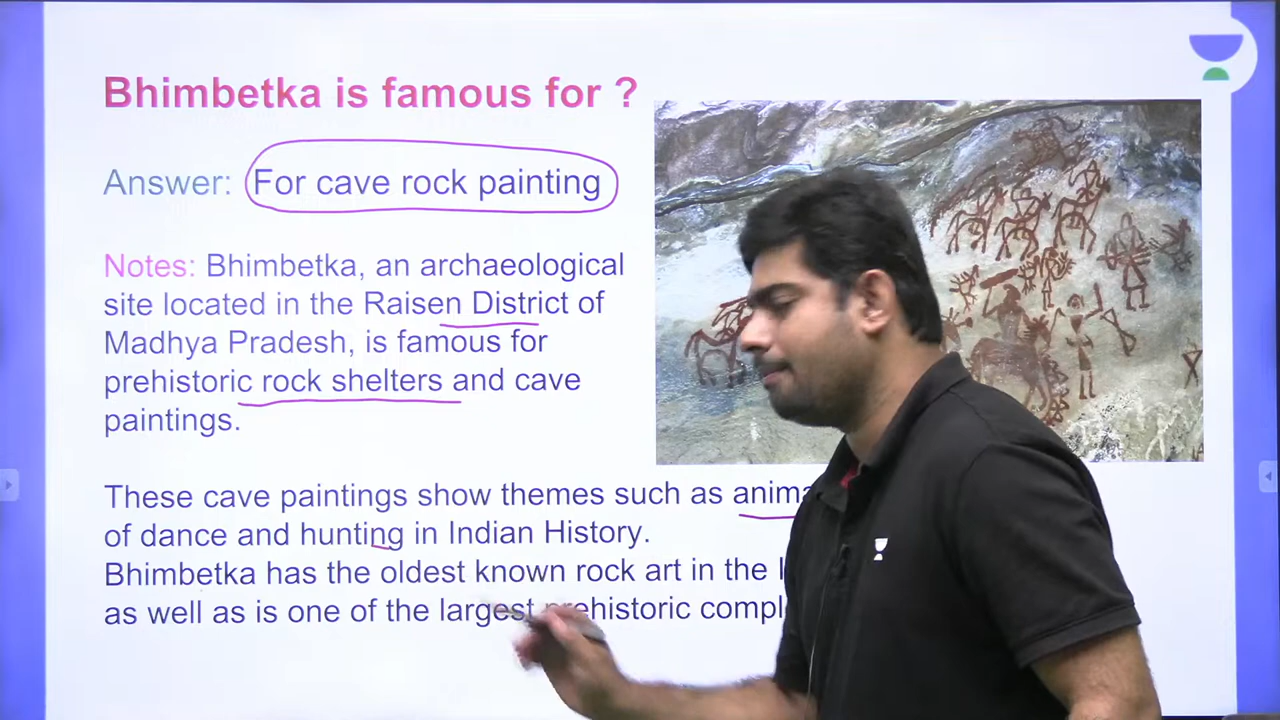 Bhimbetka is famous for ?
Answer: For cave rock painting
Notes: Bhimbetka, an archaeological
site located in the Raisen District of
Madhya Pradesh, is famous for
prehistoric rock shelters and cave
paintings.
These cave paintings show themes such as
of dance and hunting in Indian History.
Bhimbetka has the oldest known rock art in the
as well as is one of the largest prehistoric